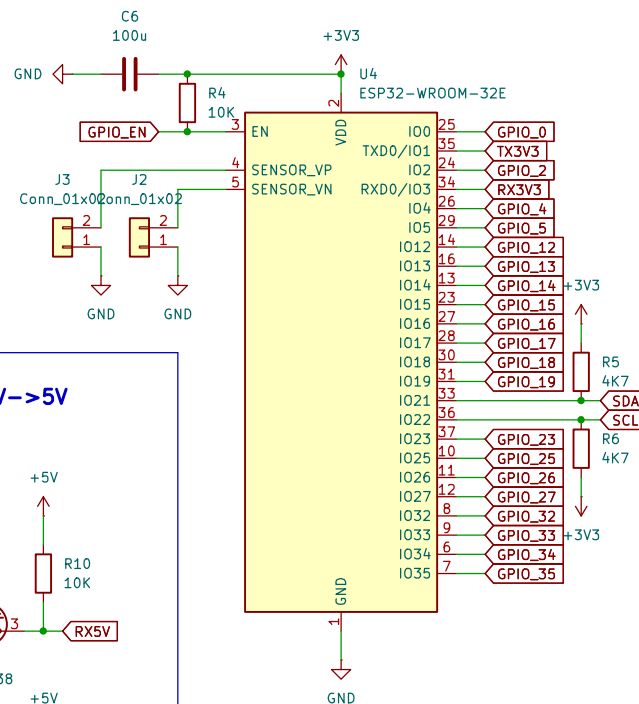 C6
100u
GND
+3V3
R4
10K
U4
ESP32-WROOM-32E
2
VDD
GPIO_EN
3
EN
4
SENSOR_VP
5
SENSOR_VN
J3
Conn_01x02
J2
Conn_01x02
2
1
2
1
GND
GND
IO0
25
GPIO_0
TXD0/IO1
35
TX3V3
IO2
24
GPIO_2
RXD0/IO3
34
RX3V3
IO4
26
GPIO_4
IO5
29
GPIO_5
IO12
14
GPIO_12
IO13
16
GPIO_13
IO14
13
GPIO_14
+3V3
IO15
23
GPIO_15
IO16
27
GPIO_16
IO17
28
GPIO_17
IO18
30
GPIO_18
IO19
31
GPIO_19
R5
4K7
IO21
33
SDA
IO22
36
SCL
R6
4K7
IO23
37
GPIO_23
IO25
10
GPIO_25
IO26
11
GPIO_26
IO27
12
GPIO_27
IO32
8
GPIO_32
IO33
9
GPIO_33
+3V3
IO34
6
GPIO_34
IO35
7
GPIO_35
GND
1
GND
->5V
+5V
R10
10K
3
RX5V
38
+5V